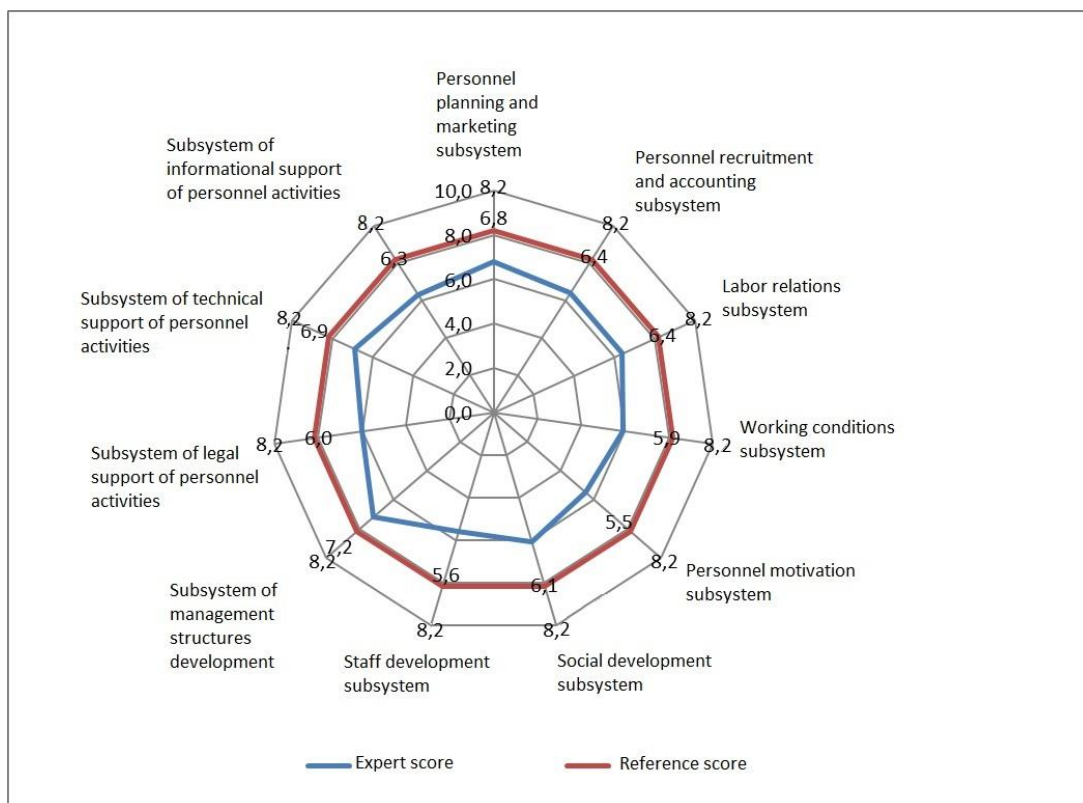 Personnel
planning and
marketing
subsystem
Subsystem of
informational support
of personnel activities
Personnel recruitment
and accounting
subsystem
10,0
8,2
8,2
8,2
6,8
8,0
6,3
6,4
Subsystem of technical
support of personnel
activities
Labor relations
subsystem
8,2
6,9
6,0
6,4
8,2
4,0
2,0
0,0
Subsystem of legal
support of personnel
activities
8,2
6,0
5,9
8,2
Working conditions
subsystem
7,2
8,2
5,5
8,2
5,6
6,1
Personnel motivation
subsystem
Subsystem of
management
structures
development
8,2
8,2
Staff development
subsystem
Social development
subsystem
Expert score
Reference score